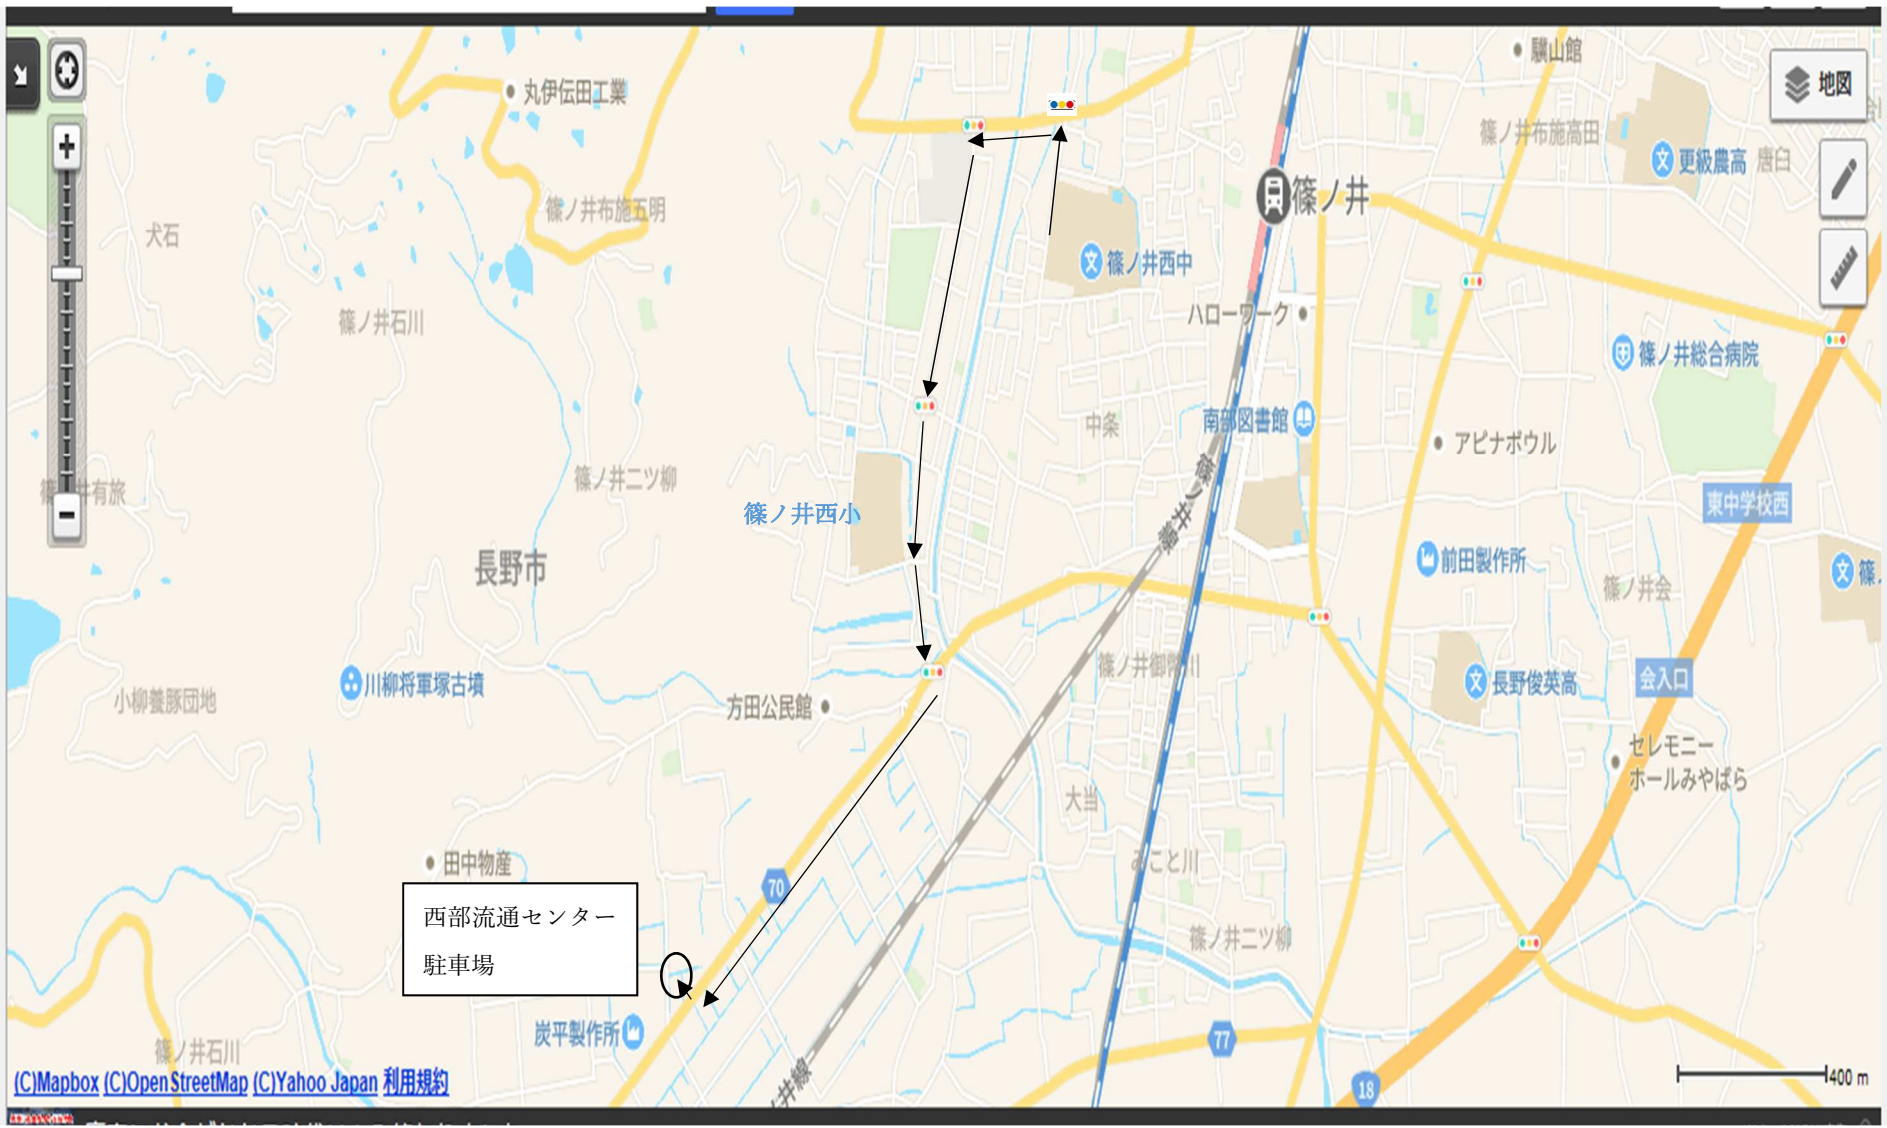 丸伊伝田工業
驥山館
地図
篠ノ井布施高田
更級農高
唐臼
篠ノ井
篠ノ井布施五明
犬石
篠ノ井西中
ハローワーク
篠ノ井石川
篠ノ井総合病院
南部図書館
中条
アピナボウル
篠ノ井二ツ柳
篠ノ井有旅
篠ノ井線
東中学校西
篠ノ井西小
長野市
前田製作所
篠ノ井会
篠
篠ノ井御幣川
川柳将軍塚古墳
長野俊英高
会入口
小柳養豚団地
方田公民館
セレモニー
ホールみやばら
大当
みこと川
田中物産
70
西部流通センター
駐車場
篠ノ井二ツ柳
炭平製作所
77
篠ノ井石川
ノ井線
18
400 m
(C)Mapbox (C)OpenStreetMap (C)Yahoo Japan 利用規約